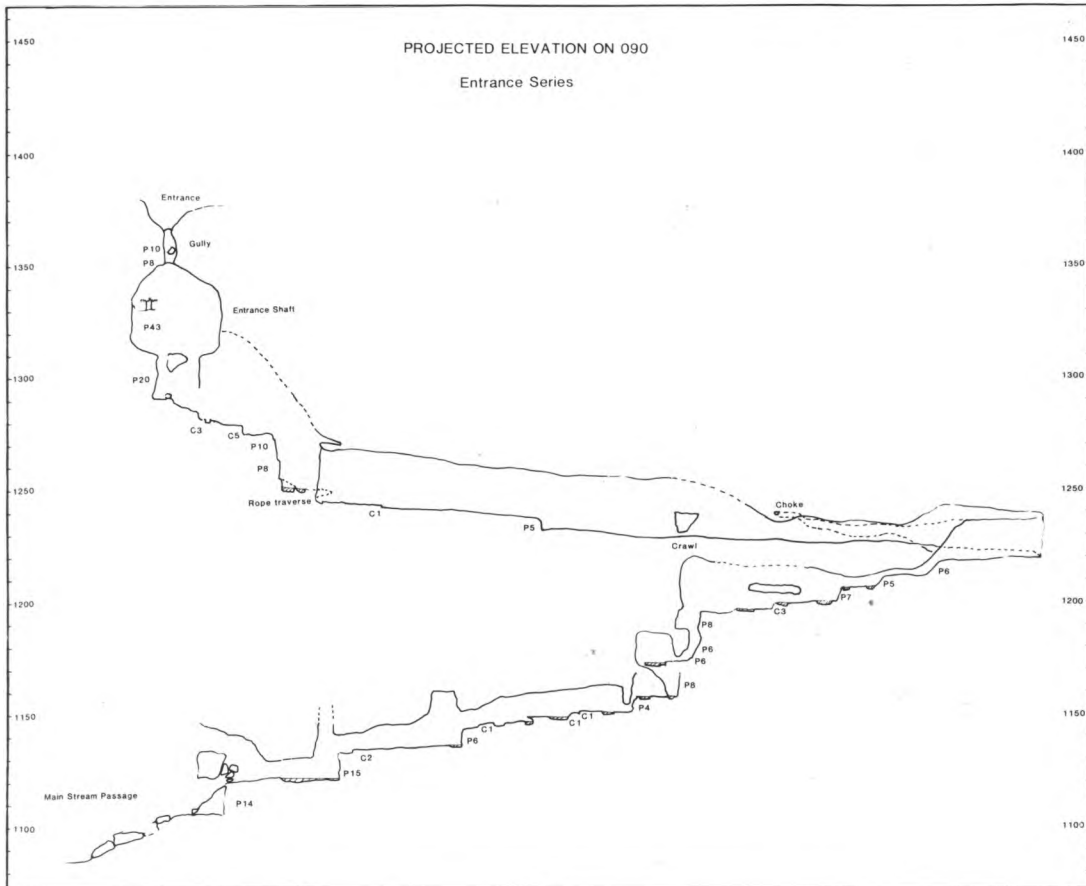 PROJECTED ELEVATION ON 090
Entrance Series
1450
1450
1400
1400
Entrance
P10
Gully
P8
1350
1350
Entrance Shaft
P43
P20
1300
1300
C3
C5
P10
P8
Rope traverse
1250
1250
C1
P5
Choke
Crawl
P6
P5
P7
C3
1200
1200
P8
P6
P6
P8
P4
C1
C1
C1
1150
1150
P6
C2
P15
Main Stream Passage
P14
1100
1100